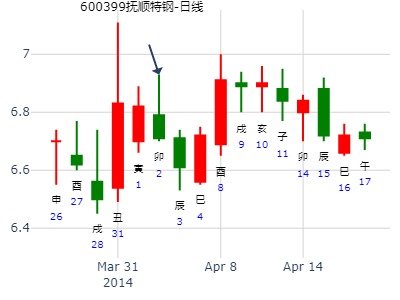 600399抚顺特钢-日线
7
6.8
6.6
6.4
申
26
酉
27
戌
28
丑
31
寅
1
卯
2
辰
3
巳
4
酉
8
戌
9
亥
10
子
11
卯
14
辰
15
巳
16
午
17
Mar 31
2014
Apr 8
Apr 14